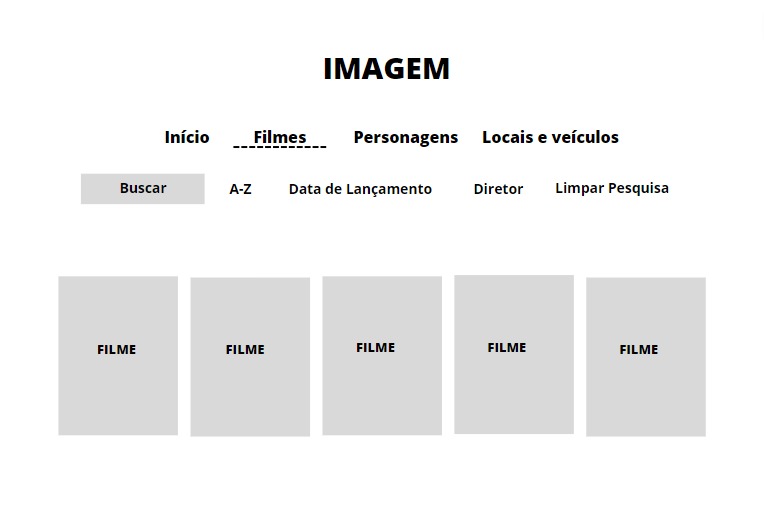 IMAGEM
Início Filmes Personagens Locais e veículos
Buscar A-Z Data de Lançamento Diretor Limpar Pesquisa
FILME FILME FILME FILME FILME